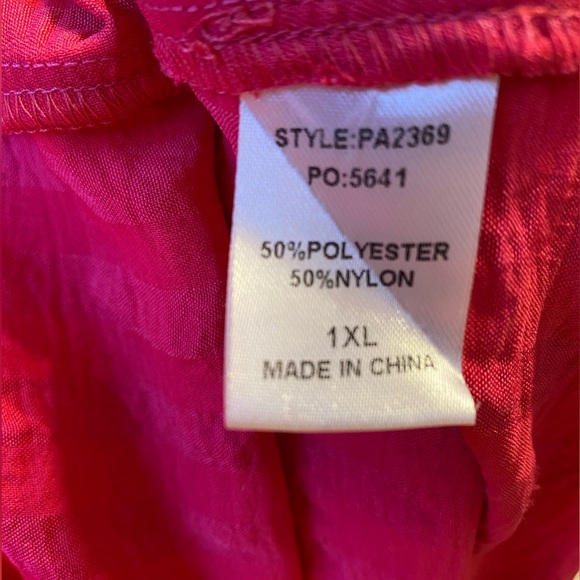 STYLE:PA2369
PO:5641
50%POLYESTER
50%NYLON
1XL
MADE IN CHINA